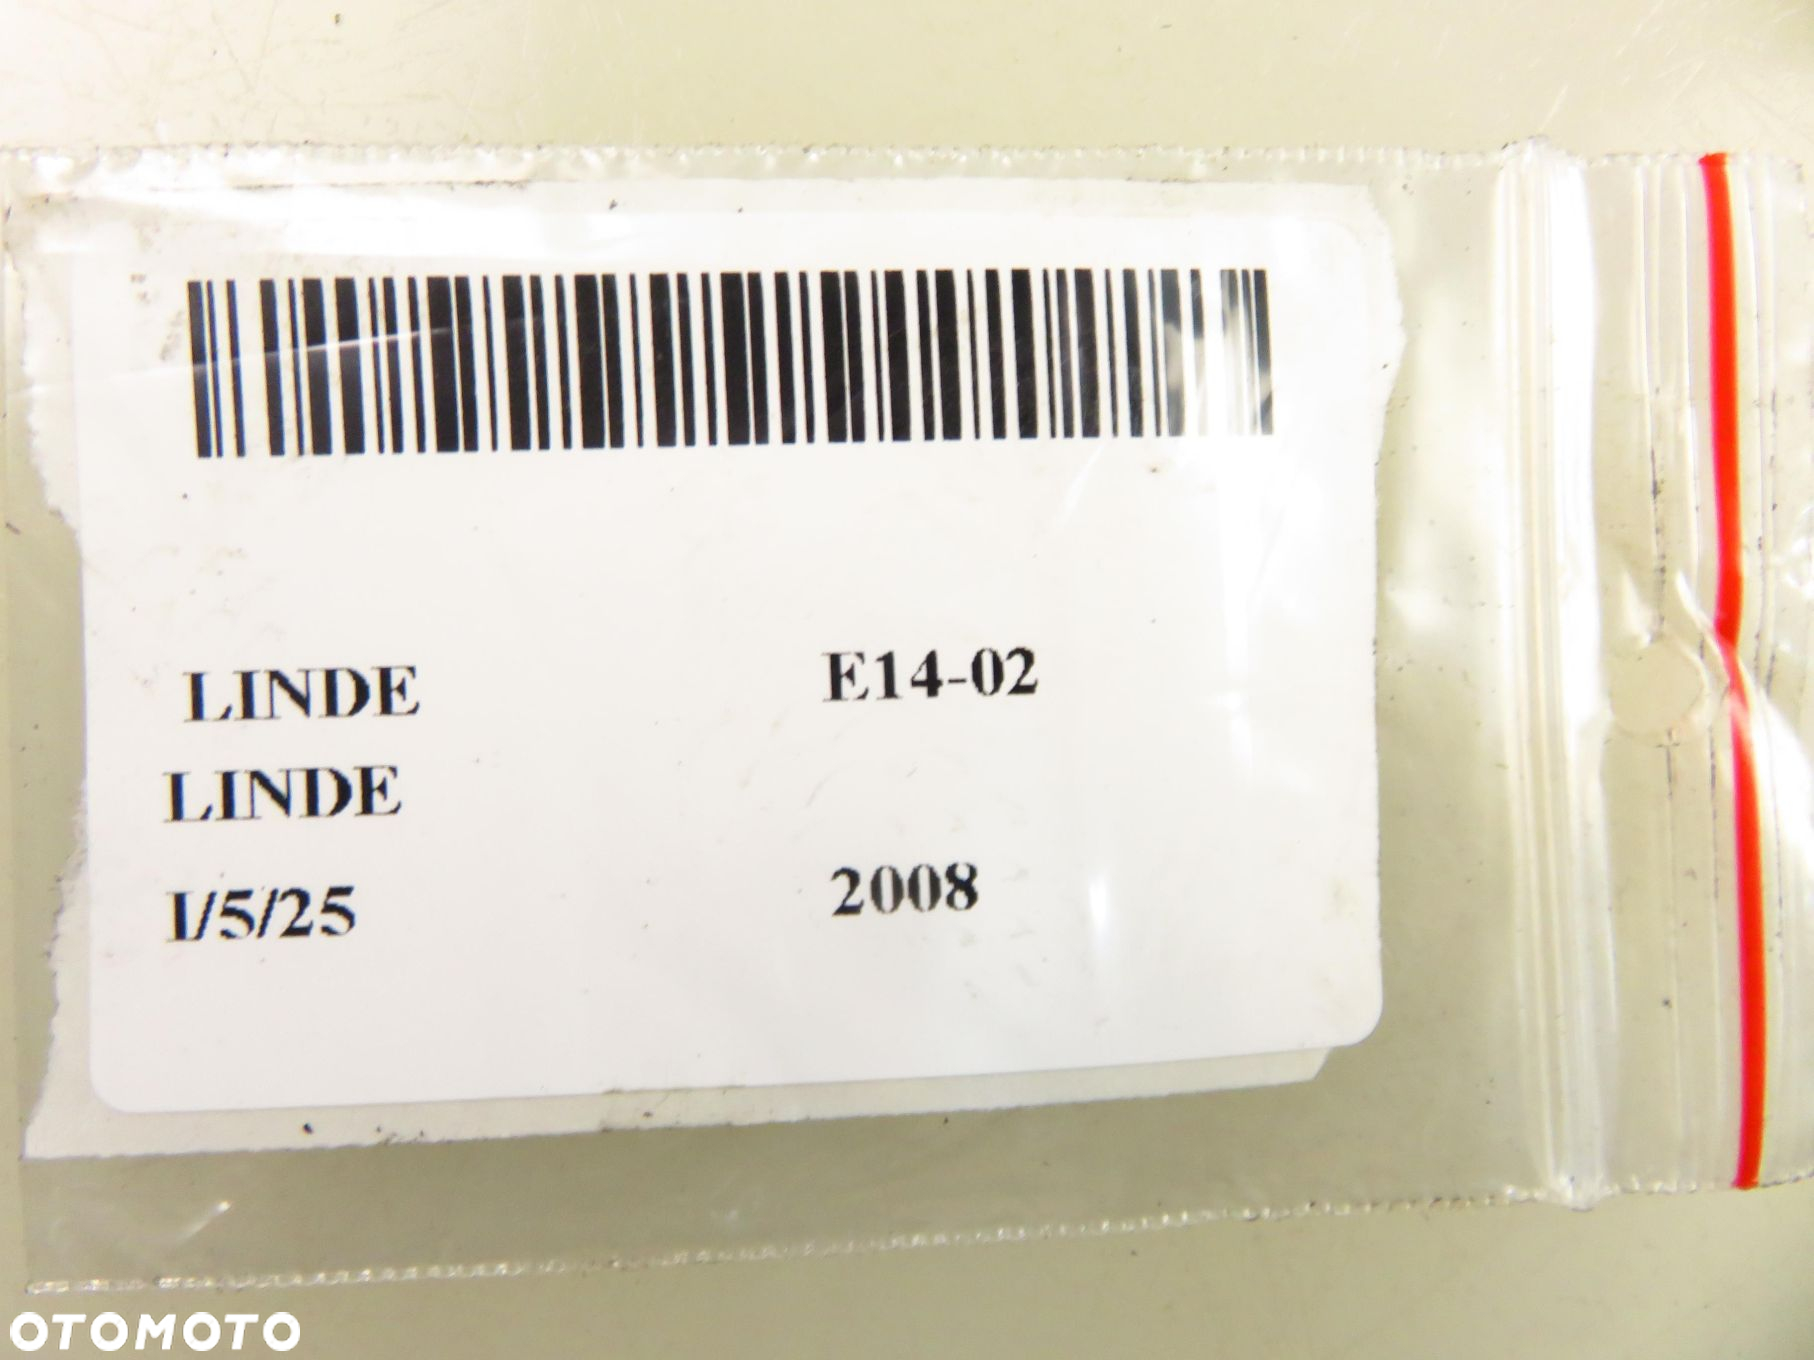 LINDE E14-02
LINDE
I/5/25 2008
OTOMOTO